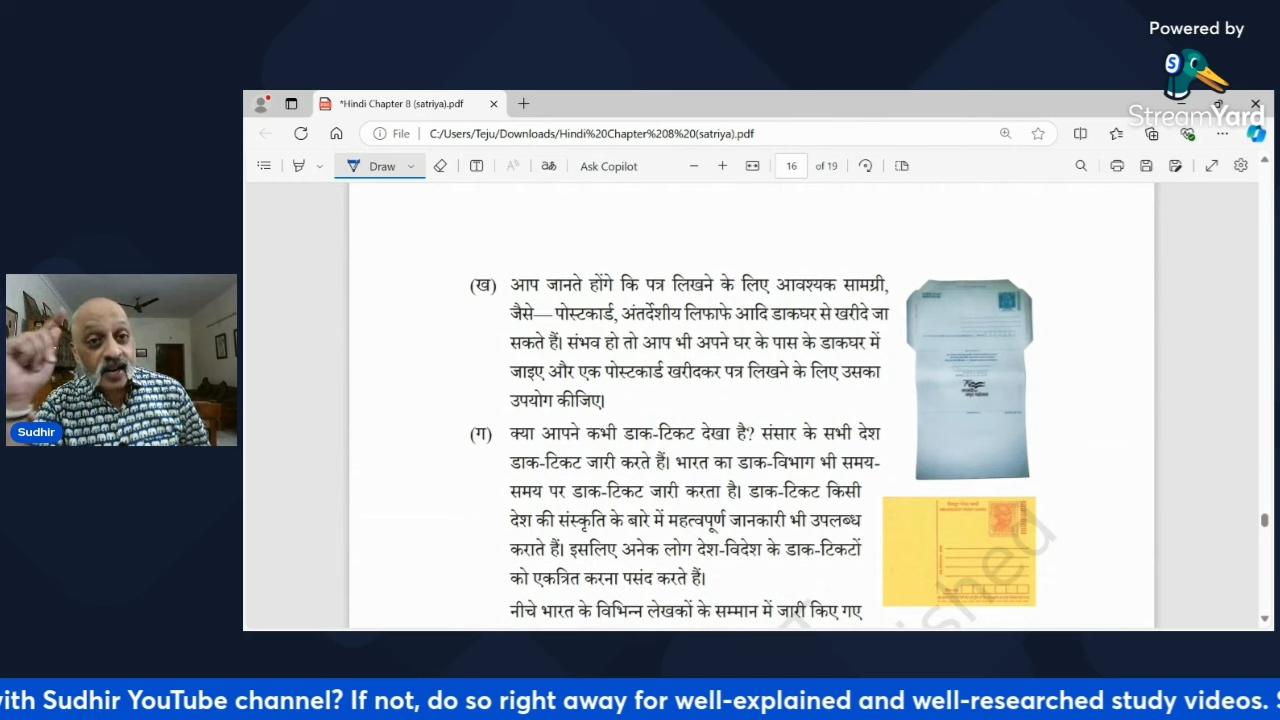 Powered by
StreamYard
*Hindi Chapter 8 (satriya).pdf
File
C:/Users/Teju/Downloads/Hindi%20Chapter%208%20(satriya).pdf
Draw
Ask Copilot
16 of 19
(ख) आप जानते होंगे कि पत्र लिखने के लिए आवश्यक सामग्री,
जैसे— पोस्टकार्ड, अंतर्देशीय लिफाफे आदि डाकघर से खरीदे जा
सकते हैं। संभव हो तो आप भी अपने घर के पास के डाकघर में
जाइए और एक पोस्टकार्ड खरीदकर पत्र लिखने के लिए उसका
उपयोग कीजिए।
(ग) क्या आपने कभी डाक-टिकट देखा है? संसार के सभी देश
डाक-टिकट जारी करते हैं। भारत का डाक-विभाग भी समय-
समय पर डाक-टिकट जारी करता है। डाक-टिकट किसी
देश की संस्कृति के बारे में महत्वपूर्ण जानकारी भी उपलब्ध
कराते हैं। इसलिए अनेक लोग देश-विदेश के डाक-टिकटों
को एकत्रित करना पसंद करते हैं।
नीचे भारत के विभिन्न लेखकों के सम्मान में जारी किए गए
Sudhir
with Sudhir YouTube channel? If not, do so right away for well-explained and well-researched study videos.